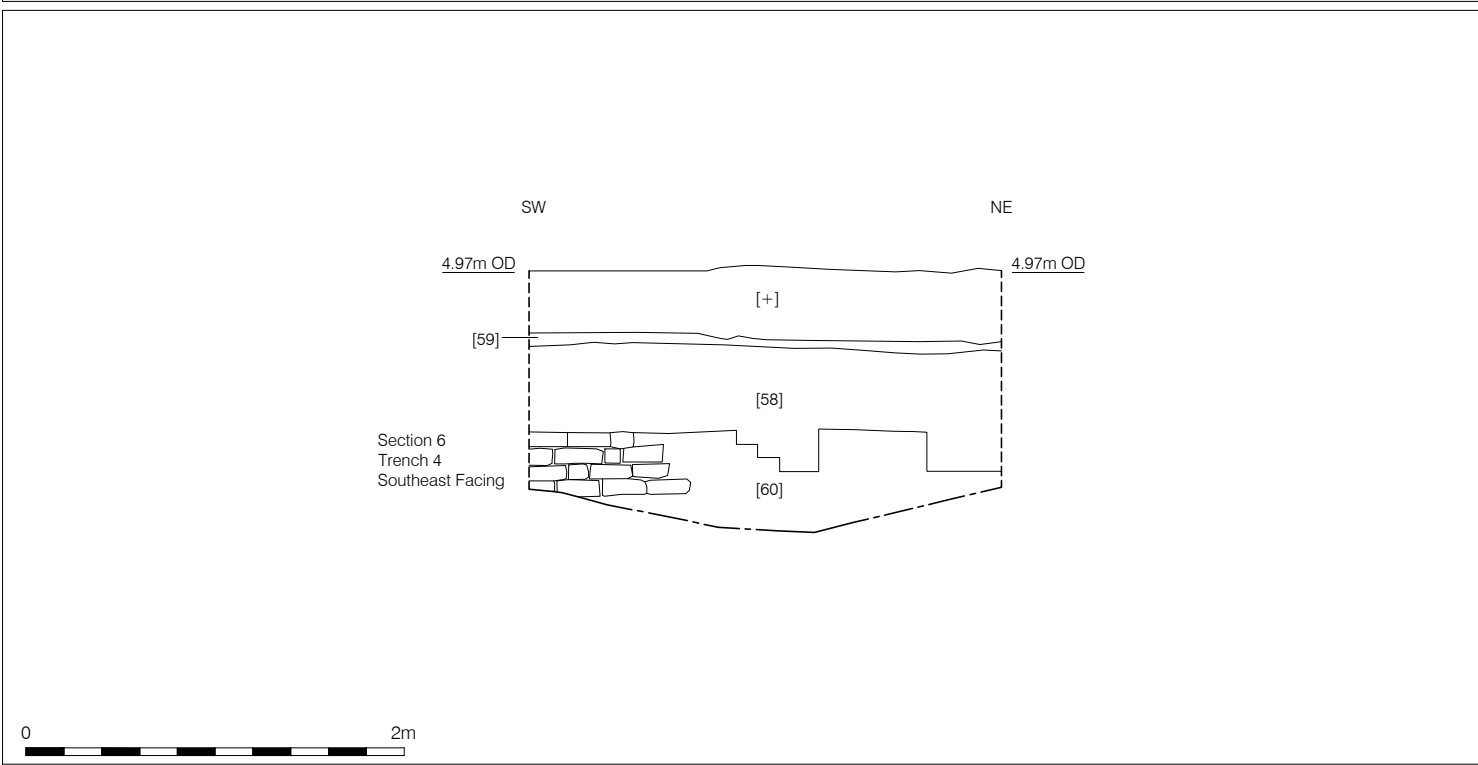 SW
NE
4.97m OD
4.97m OD
[+]
[59]
[58]
Section 6
Trench 4
Southeast Facing
[60]
0
2m